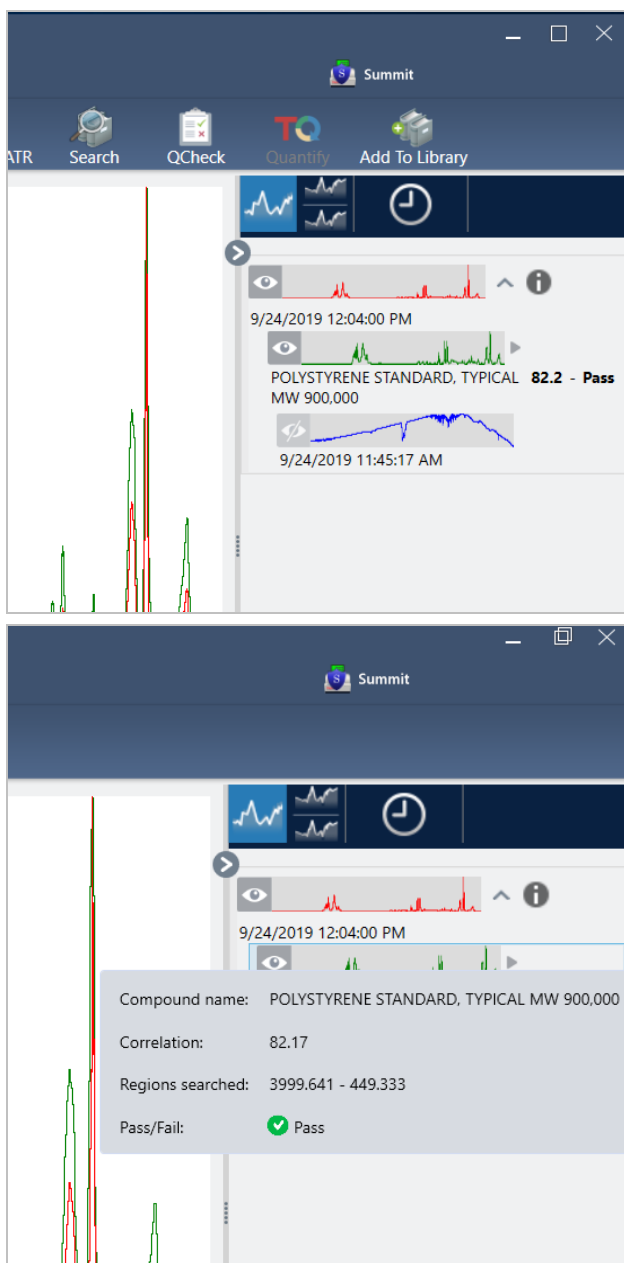 Summit
ATR Search QCheck Quantify Add To Library
9/24/2019 12:04:00 PM
POLYSTYRENE STANDARD, TYPICAL 82.2 - Pass
MW 900,000
9/24/2019 11:45:17 AM
Summit
9/24/2019 12:04:00 PM
Compound name: POLYSTYRENE STANDARD, TYPICAL MW 900,000
Correlation: 82.17
Regions searched: 3999.641 - 449.333
Pass/Fail: Pass